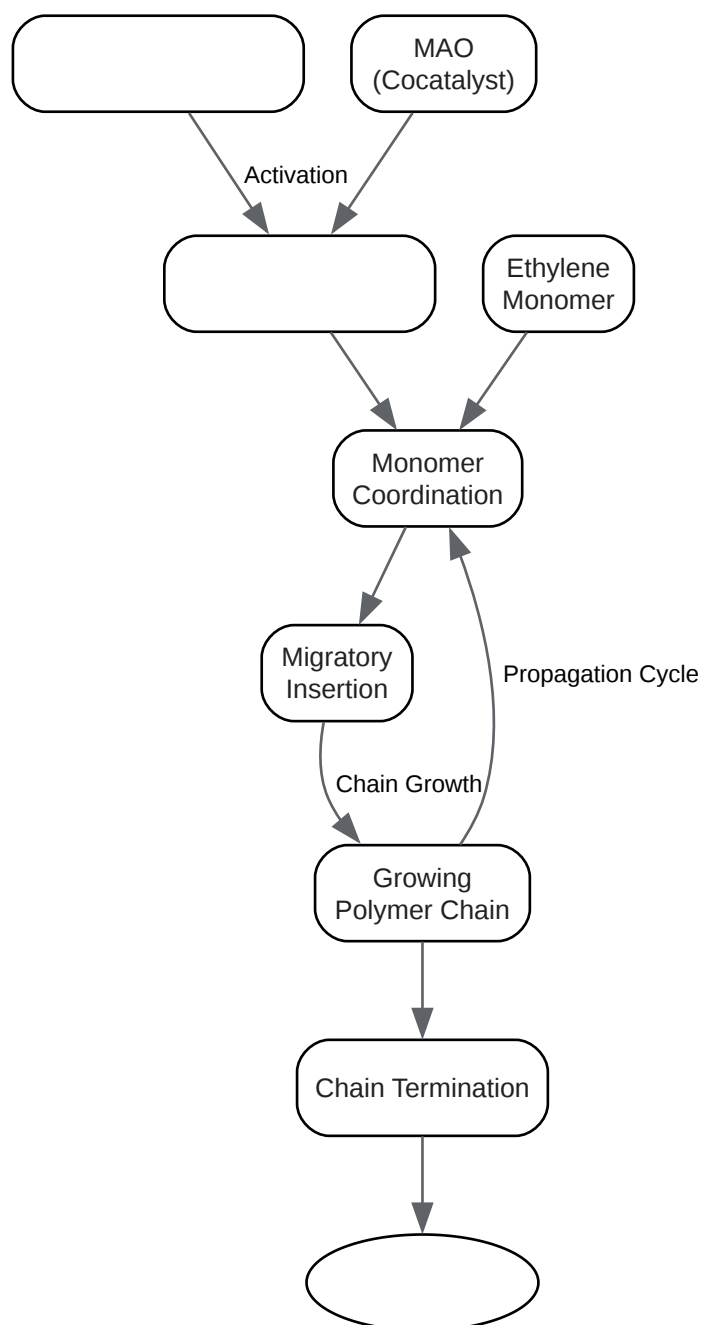 MAO
(Cocatalyst)
Activation
Ethylene
Monomer
Monomer
Coordination
Migratory
Insertion
Propagation Cycle
Chain Growth
Growing
Polymer Chain
Chain Termination